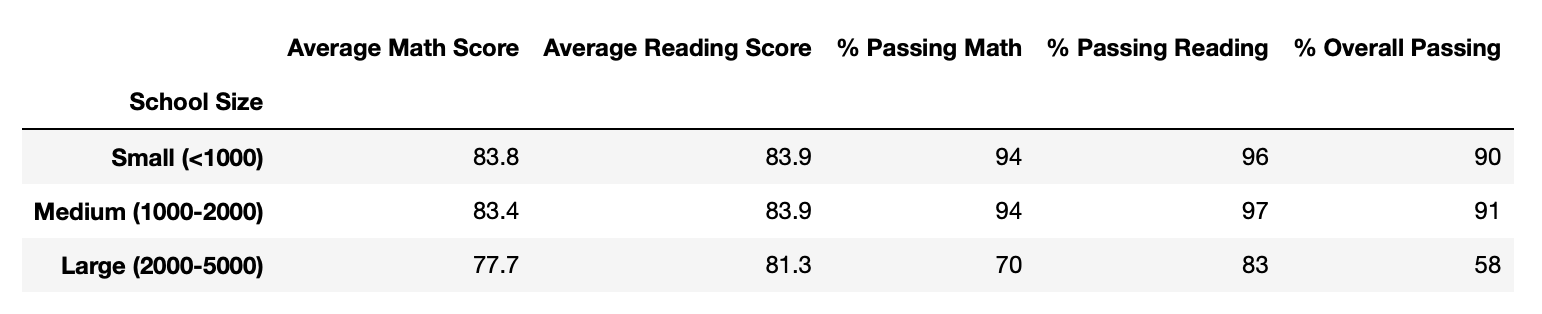 Average Math Score Average Reading Score % Passing Math % Passing Reading % Overall Passing
School Size
Small (<1000) 83.8 83.9 94 96 90
Medium (1000-2000) 83.4 83.9 94 97 91
Large (2000-5000) 77.7 81.3 70 83 58